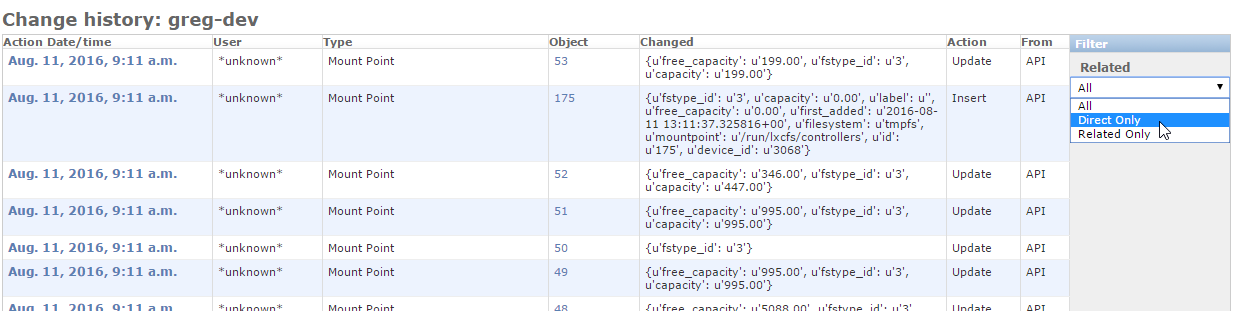 Change history: greg-dev
Action Date/time User Type Object Changed Action From Filter
Related
All
All
Direct Only
Related Only
Aug. 11, 2016, 9:11 a.m. *unknown* Mount Point 53 {u'free_capacity': u'199.00', u'fstype_id': u'3', Update API
u'capacity': u'199.00'}
Aug. 11, 2016, 9:11 a.m. *unknown* Mount Point 175 {u'fstype_id': u'3', u'capacity': u'0.00', u'label': u'', Insert API
u'free_capacity': u'0.00', u'first_added': u'2016-08-
11 13:11:37.325816+00', u'filesystem': u'tmpfs',
u'mountpoint': u'/run/lxcfs/controllers', u'id':
u'175', u'device_id': u'3068'}
Aug. 11, 2016, 9:11 a.m. *unknown* Mount Point 52 {u'free_capacity': u'346.00', u'fstype_id': u'3', Update API
u'capacity': u'447.00'}
Aug. 11, 2016, 9:11 a.m. *unknown* Mount Point 51 {u'free_capacity': u'995.00', u'fstype_id': u'3', Update API
u'capacity': u'995.00'}
Aug. 11, 2016, 9:11 a.m. *unknown* Mount Point 50 {u'fstype_id': u'3'} Update API
Aug. 11, 2016, 9:11 a.m. *unknown* Mount Point 49 {u'free_capacity': u'995.00', u'fstype_id': u'3', Update API
u'capacity': u'995.00'}
Aug. 11, 2016, 9:11 a.m. *unknown* Mount Point 48 {u'free_capacity': u'5088.00', u'fstype_id': u'3' Update API